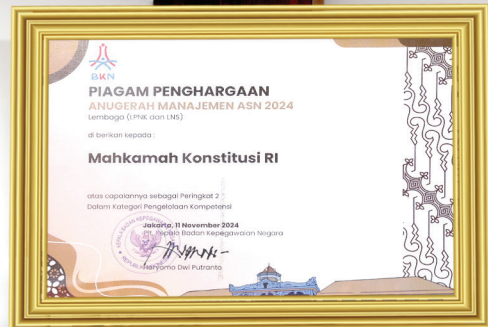 BKN
PIAGAM PENGHARGAAN
ANUGERAH MANAJEMEN ASN 2024
Lembaga (LPNK dan LNS)
di berikan kepada :
Mahkamah Konstitusi RI
atas capaiannya sebagai Peringkat 2
Dalam Kategori Pengelolaan Kompetensi
Jakarta, 11 November 2024
Plt. Kepala Badan Kepegawaian Negara
Haryomo Dwi Putranto